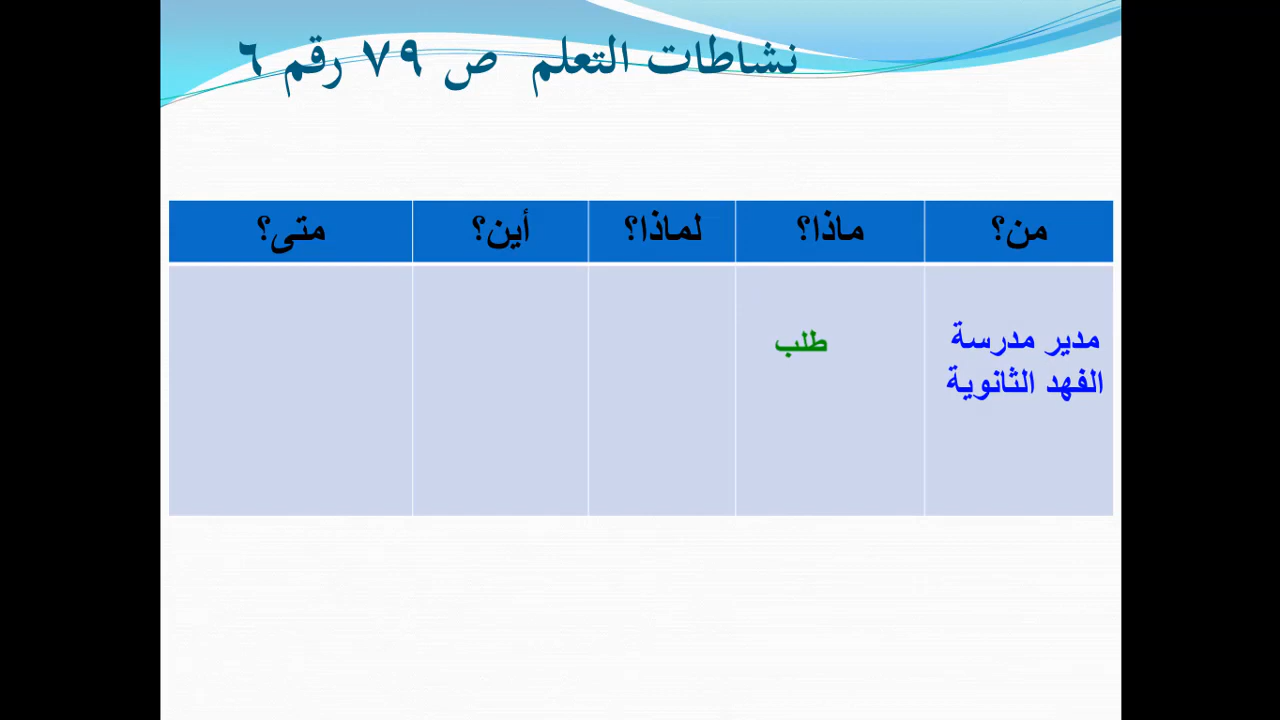 نشاطات التعلم ص ٧٩ رقم ٦
من؟ ماذا؟ لماذا؟ أين؟ متى؟
مدير مدرسة
طلب
الفهد الثانوية